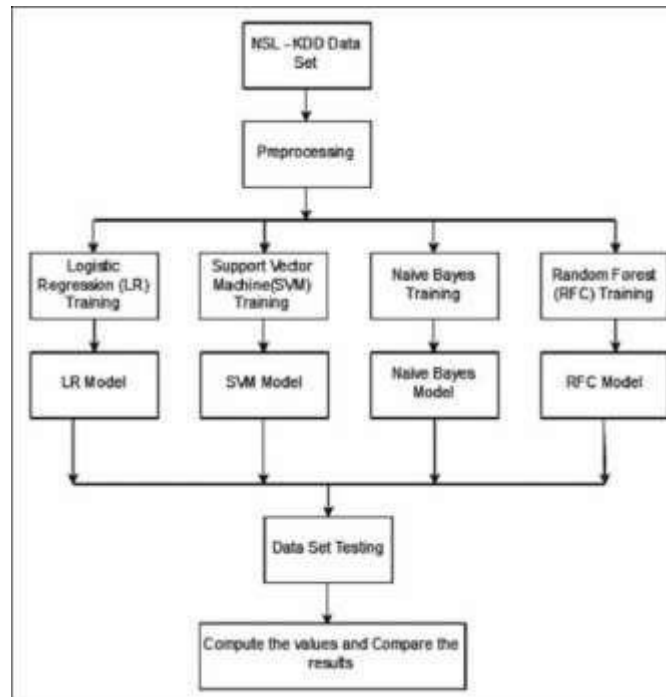 NSL - KDD Data
Set
Preprocessing
Logistic
Regression (LR)
Training
Support Vector
Machine(SVM)
Training
Naive Bayes
Training
Random Forest
(RFC) Training
LR Model
SVM Model
Naive Bayes
Model
RFC Model
Data Set Testing
Compute the values and Compare the
results